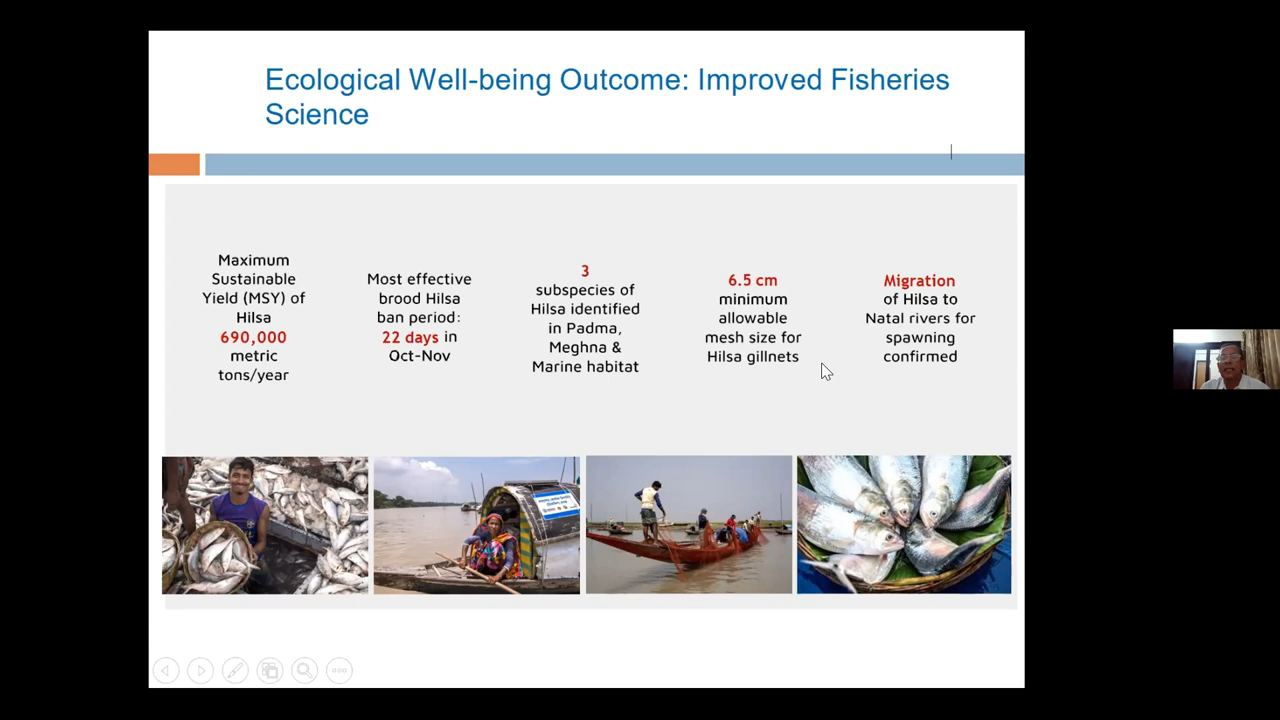 Ecological Well-being Outcome: Improved Fisheries
Science
Maximum
Sustainable
Yield (MSY) of
Hilsa
690,000
metric
tons/year
Most effective
brood Hilsa
ban period:
22 days in
Oct-Nov
3
subspecies of
Hilsa identified
in Padma,
Meghna &
Marine habitat
6.5 cm
minimum
allowable
mesh size for
Hilsa gillnets
Migration
of Hilsa to
Natal rivers for
spawning
confirmed